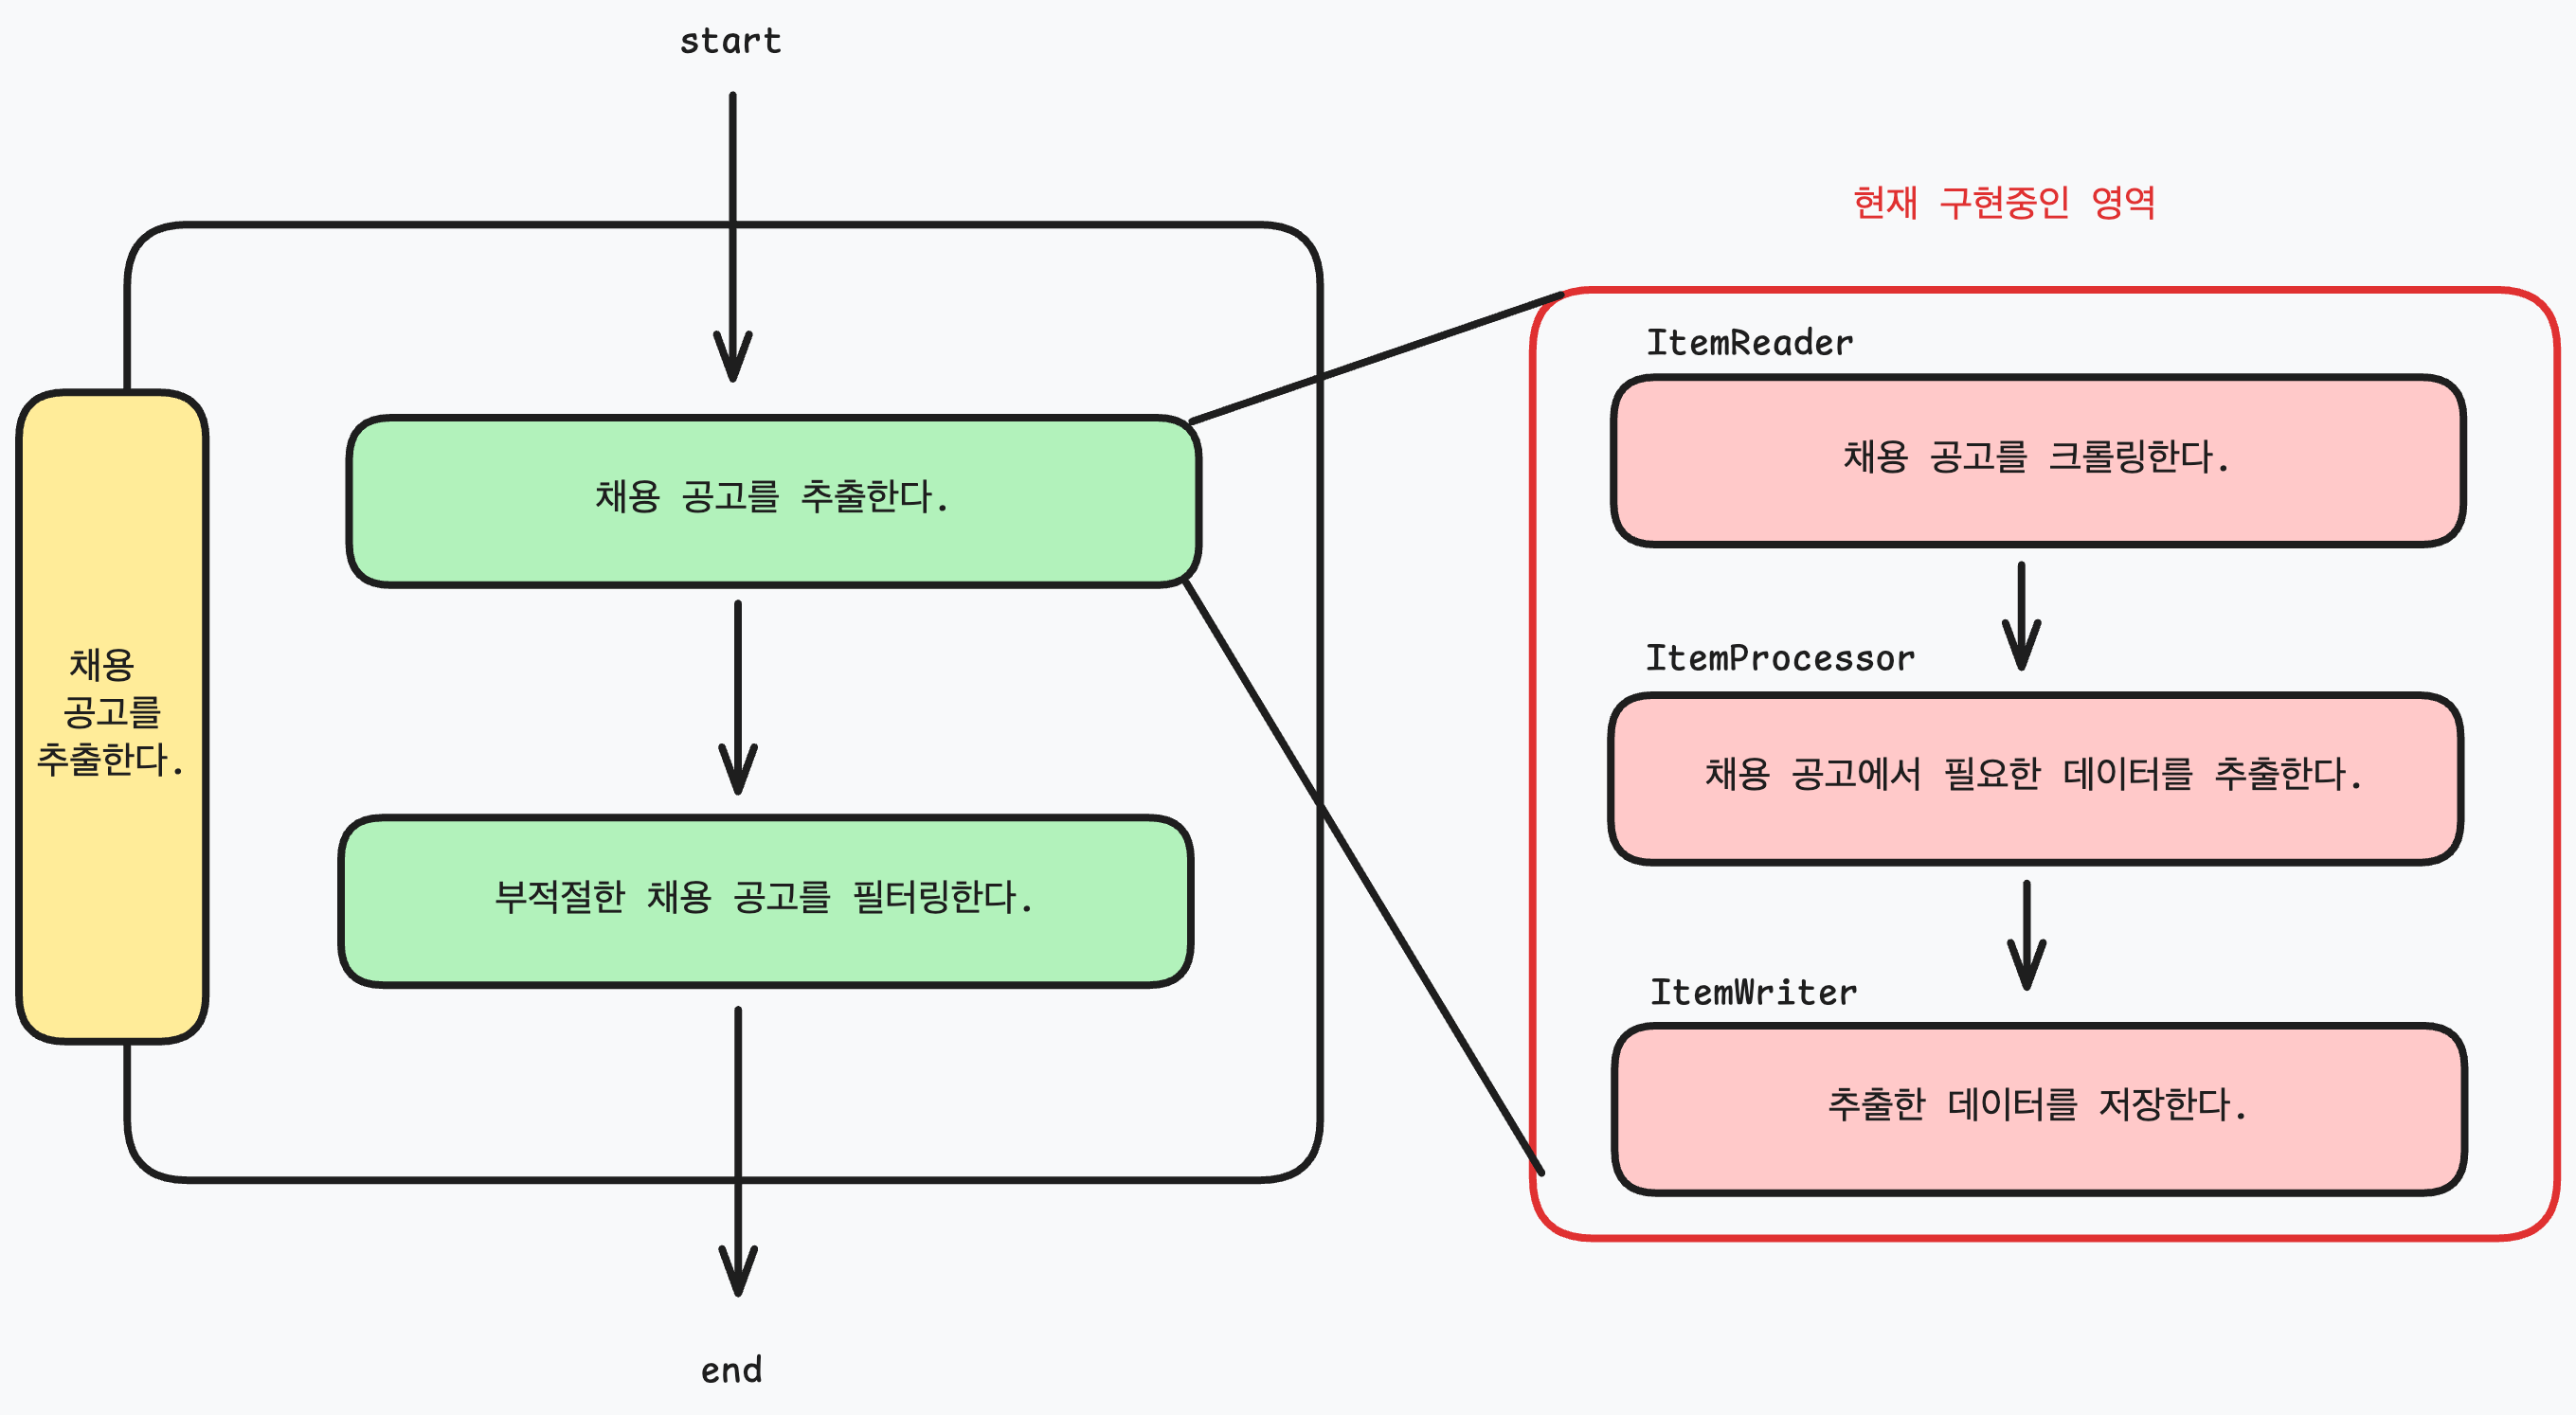 start
채용
공고를
추출한다.
채용 공고를 추출한다.
부적절한 채용 공고를 필터링한다.
end
현재 구현중인 영역
ItemReader
채용 공고를 크롤링한다.
ItemProcessor
채용 공고에서 필요한 데이터를 추출한다.
ItemWriter
추출한 데이터를 저장한다.